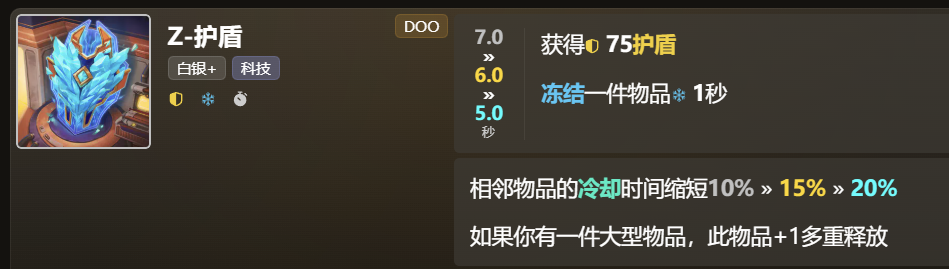 Z-护盾
DOO
白银+
科技
7.0
»
6.0
»
5.0
秒
获得75护盾
冻结一件物品 1秒
相邻物品的冷却时间缩短10% » 15% » 20%
如果你有一件大型物品，此物品+1多重释放